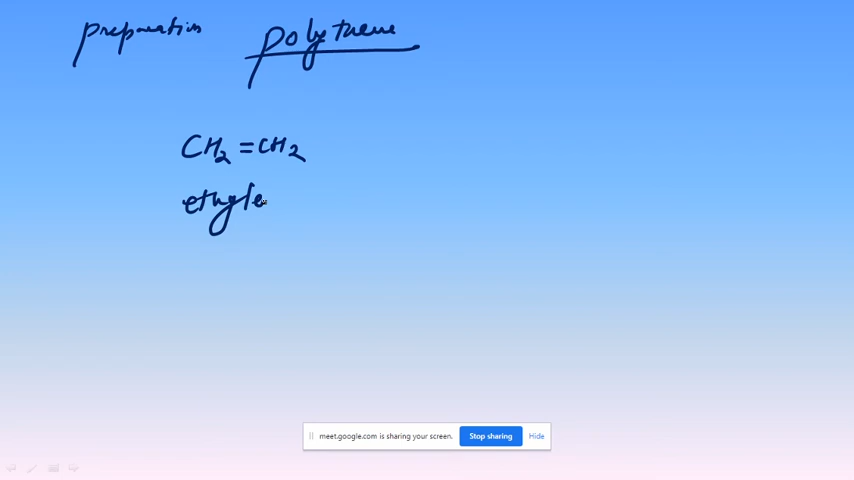 preparation polythene
CH₂ = CH₂
ethyle
meet.google.com is sharing your screen. Stop sharing Hide